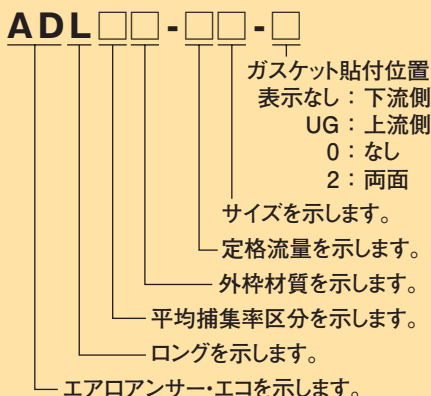 ADL□□-□□-□
ガスケット貼付位置
表示なし：下流側
UG：上流側
0：なし
2：両面
サイズを示します。
定格流量を示します。
外枠材質を示します。
平均捕集率区分を示します。
ロングを示します。
エアロアンサー・エコを示します。